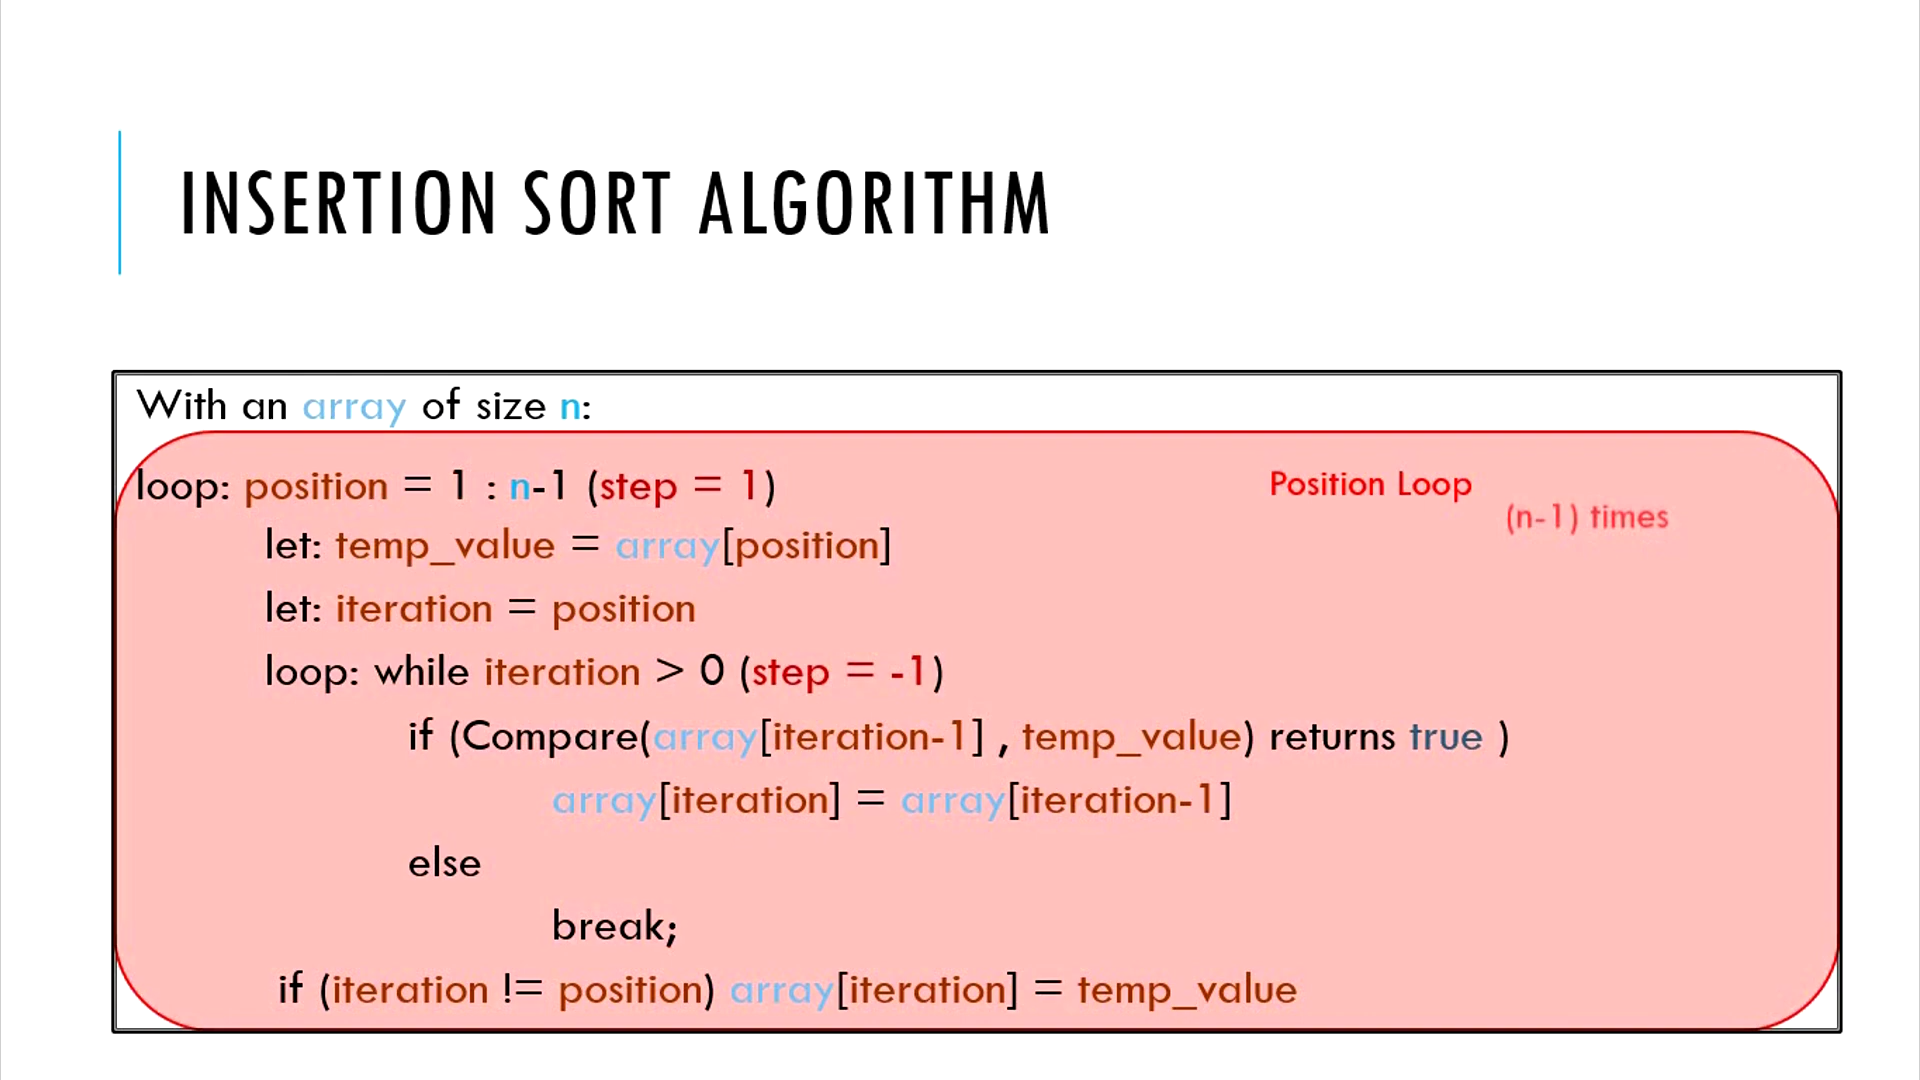 INSERTION SORT ALGORITHM
With an array of size n:
loop: position = 1 : n-1 (step = 1)
Position Loop
(n-1) times
let: temp_value = array[position]
let: iteration = position
loop: while iteration > 0 (step = -1)
if (Compare(array[iteration-1] , temp_value) returns true )
array[iteration] = array[iteration-1]
else
break;
if (iteration != position) array[iteration] = temp_value